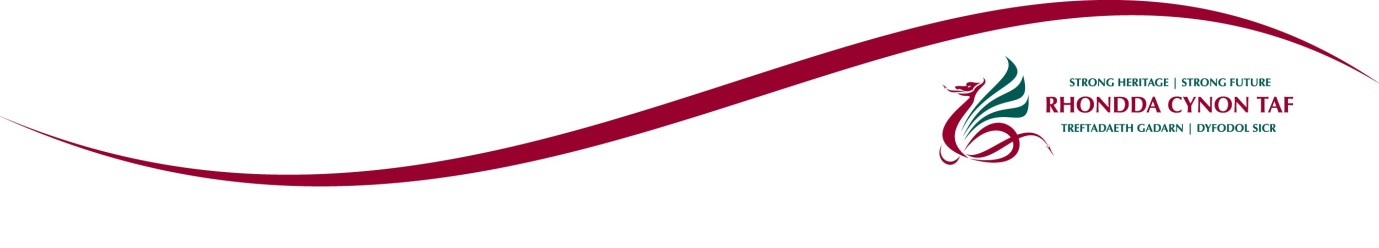 STRONG HERITAGE | STRONG FUTURE
RHONDDA CYNON TAF
TREFTADAETH GADARN | DYFODOL SICR